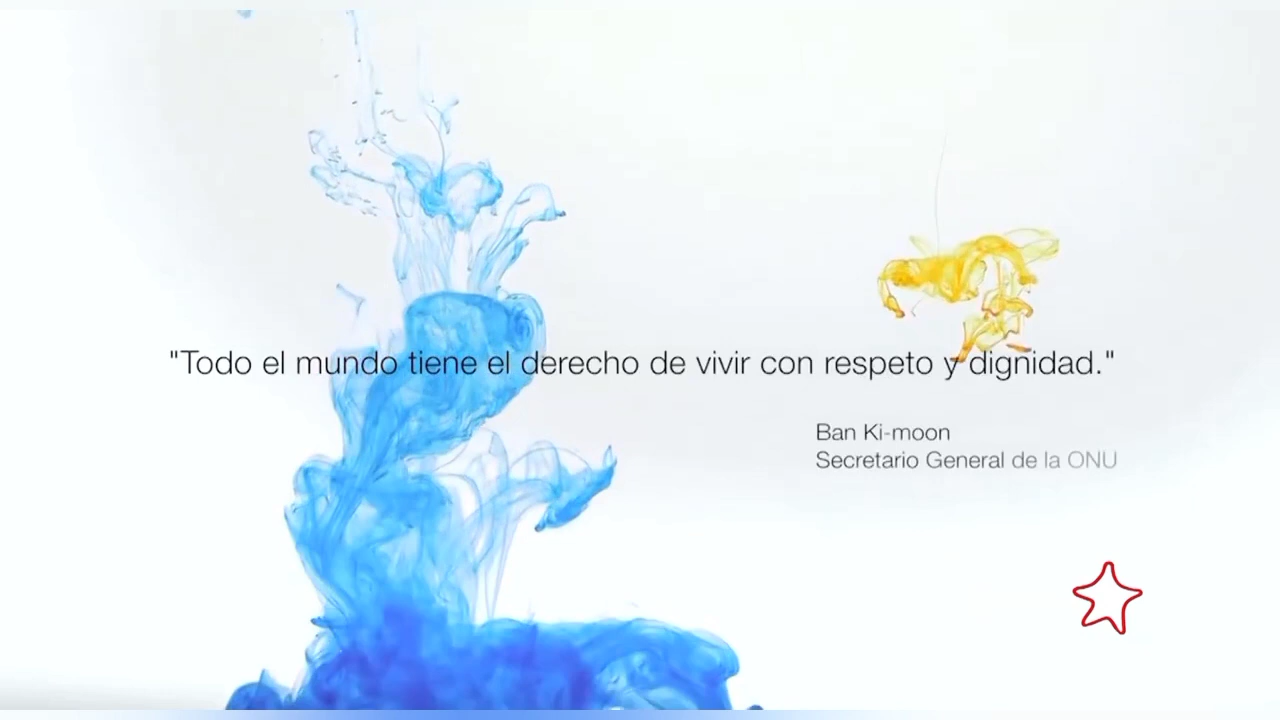 "Todo el mundo tiene el derecho de vivir con respeto y dignidad."
Ban Ki-moon
Secretario General de la ONU